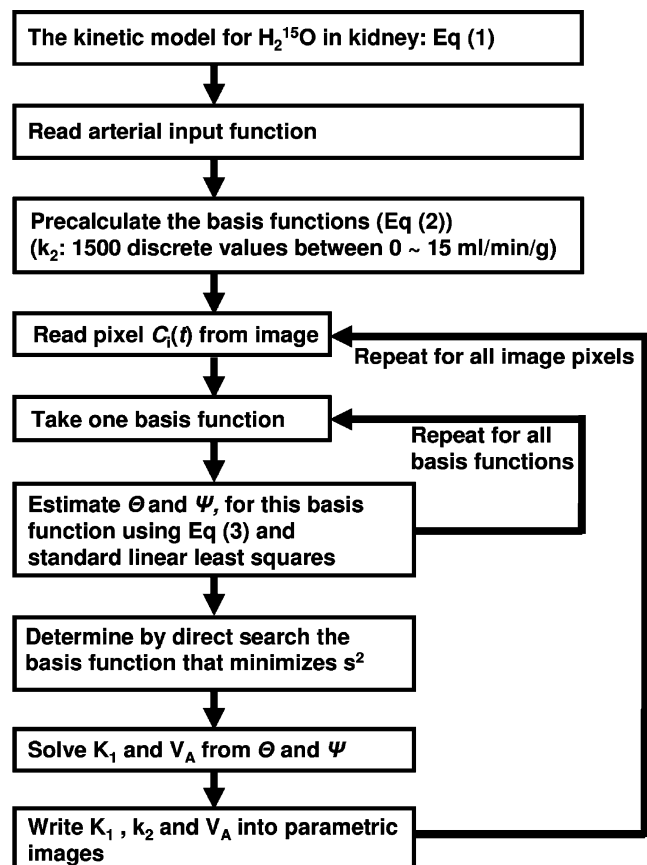 The kinetic model for H₂¹⁵O in kidney: Eq (1)
Read arterial input function
Precalculate the basis functions (Eq (2))
(k₂: 1500 discrete values between 0 ~ 15 ml/min/g)
Read pixel Cᵢ(t) from image
Repeat for all image pixels
Take one basis function
Repeat for all
basis functions
Estimate Θ and Ψ, for this basis
function using Eq (3) and
standard linear least squares
Determine by direct search the
basis function that minimizes s²
Solve K₁ and V_A from Θ and Ψ
Write K₁ , k₂ and V_A into parametric
images